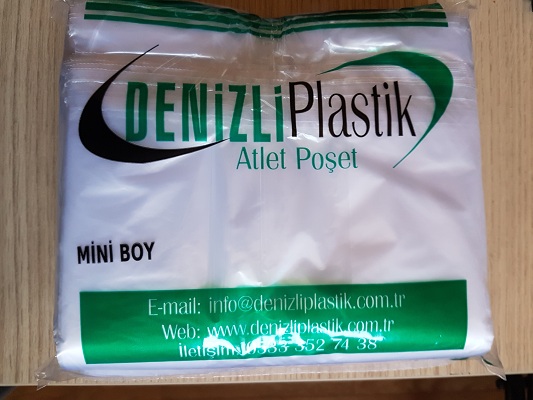 DENİZLİ Plastik
Atlet Poşet
MİNİ BOY
E-mail: info@denizliplastik.com.tr
Web: www.denizliplastik.com.tr
İletişim: 0535 352 74 38